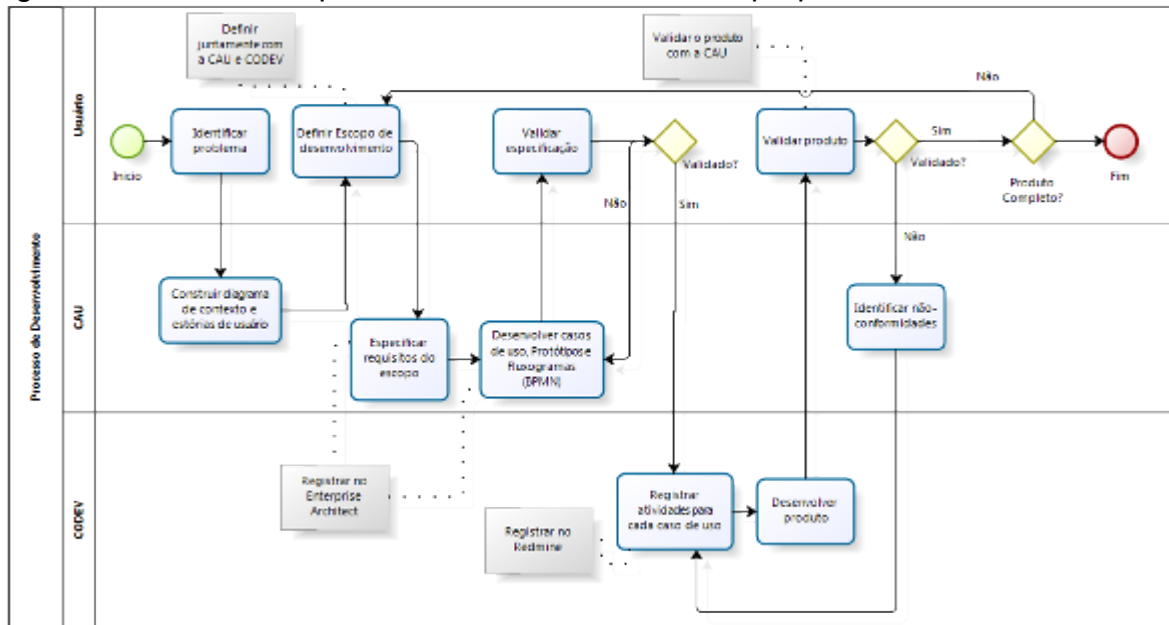 Processo de Desenvolvimento
Usuário
Definir
juntamente com
a CAU e CODEV
Validar o produto
com a CAU
Não
Início
Identificar
problema
Definir Escopo de
desenvolvimento
Validar
especificação
Validado?
Não
Sim
Validar produto
Sim
Validado?
Não
Produto
Completo?
Fim
CAU
Construir diagrama
de contexto e
estórias de usuário
Especificar
requisitos do
escopo
Desenvolver casos
de uso, Protótipos e
Fluxogramas
(BPMN)
Identificar não-
conformidades
CODEV
Registrar no
Enterprise
Architect
Registrar no
Redmine
Registrar
atividades para
cada caso de uso
Desenvolver
produto